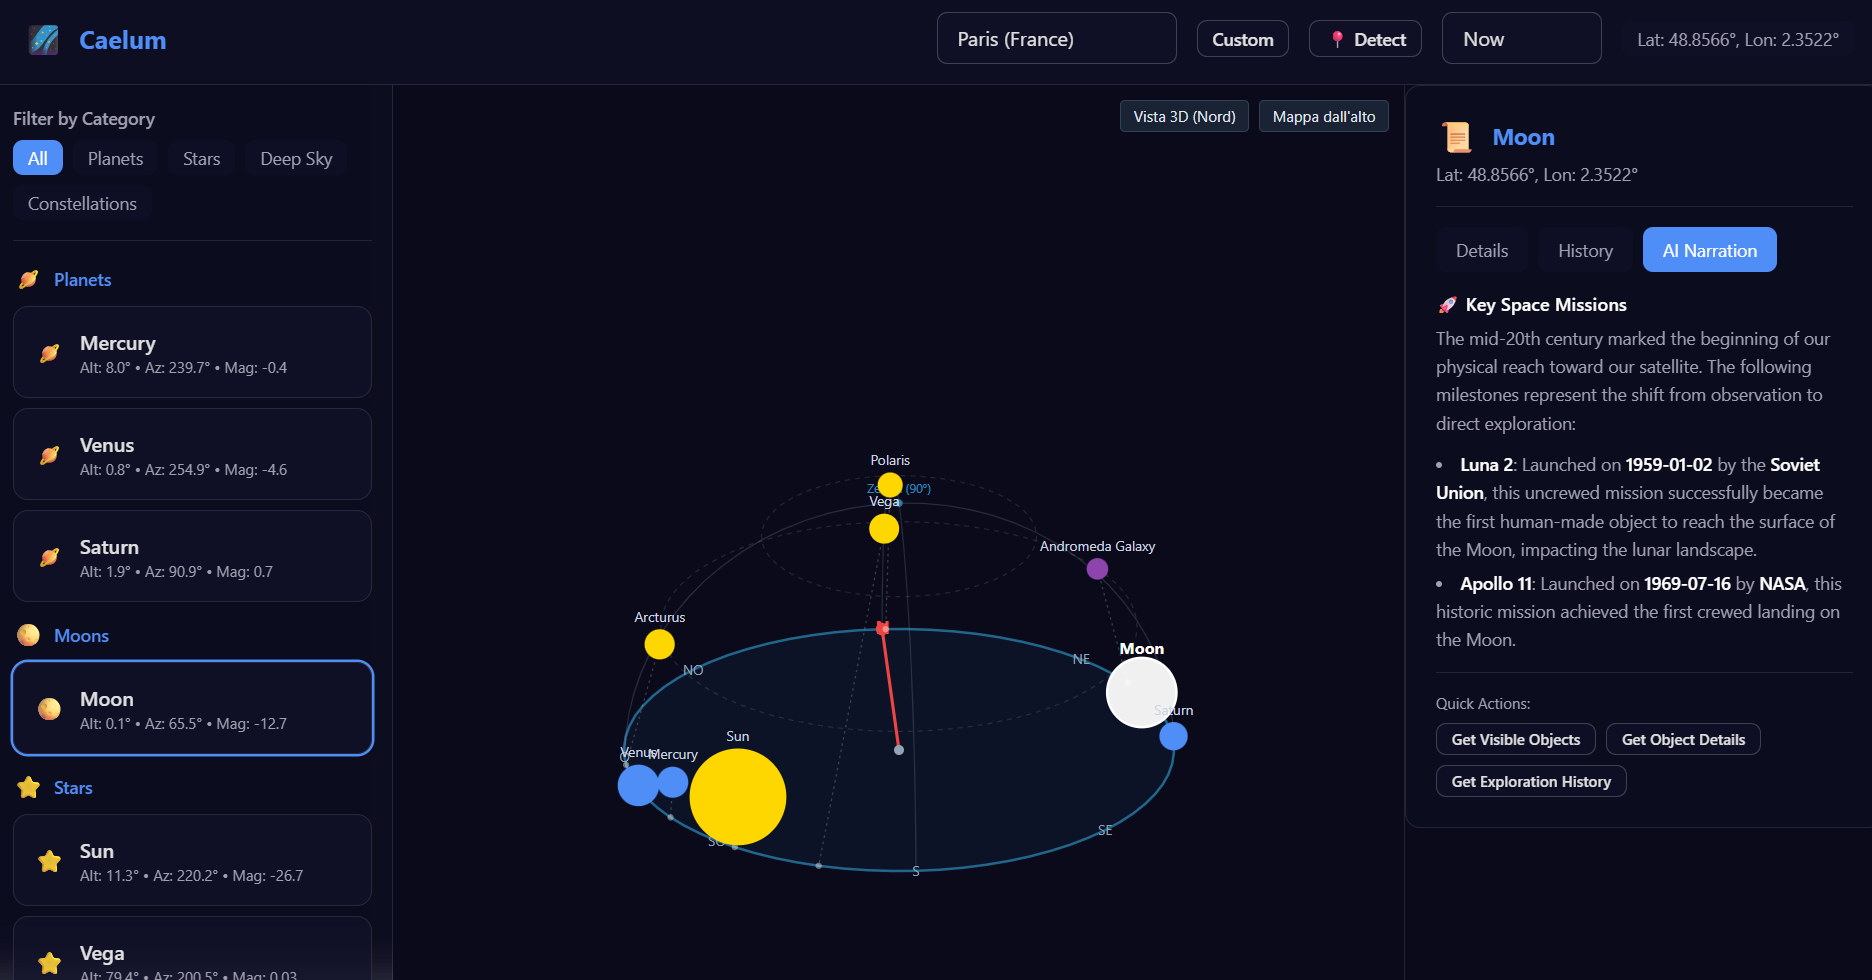 Caelum
Paris (France)
Custom
Detect
Now
Lat: 48.8566°, Lon: 2.3522°
Filter by Category
All
Planets
Stars
Deep Sky
Constellations
Planets
Mercury
Alt: 8.0° • Az: 239.7° • Mag: -0.4
Venus
Alt: 0.8° • Az: 254.9° • Mag: -4.6
Saturn
Alt: 1.9° • Az: 90.9° • Mag: 0.7
Moons
Moon
Alt: 0.1° • Az: 65.5° • Mag: -12.7
Stars
Sun
Alt: 11.3° • Az: 220.2° • Mag: -26.7
Vega
Alt: 79.4° • Az: 200.5° • Mag: 0.03
Vista 3D (Nord)
Mappa dall'alto
Polaris
(90°)
Vega
Andromeda Galaxy
Arcturus
NO
NE
Moon
Saturn
Sun
Venus
Mercury
O
SO
SE
S
Moon
Lat: 48.8566°, Lon: 2.3522°
Details
History
AI Narration
Key Space Missions
The mid-20th century marked the beginning of our
physical reach toward our satellite. The following
milestones represent the shift from observation to
direct exploration:
• Luna 2: Launched on 1959-01-02 by the Soviet
Union, this uncrewed mission successfully became
the first human-made object to reach the surface of
the Moon, impacting the lunar landscape.
• Apollo 11: Launched on 1969-07-16 by NASA, this
historic mission achieved the first crewed landing on
the Moon.
Quick Actions:
Get Visible Objects
Get Object Details
Get Exploration History